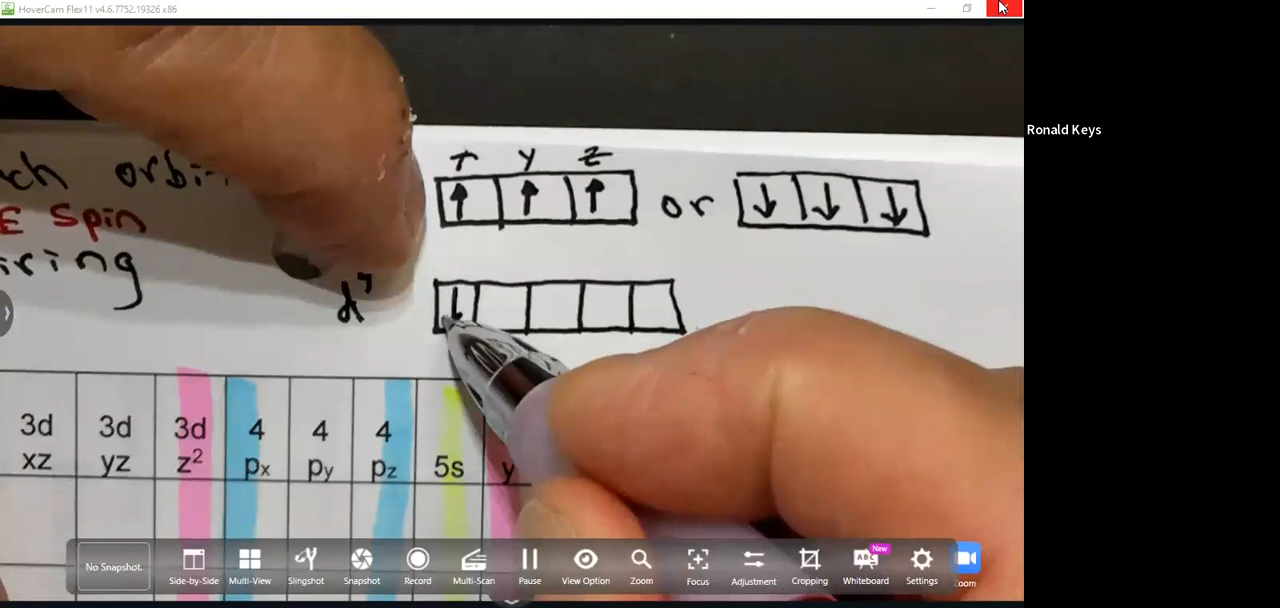 HoverCam Flex11 v4.6.7752.19326 x86
Ronald Keys
Y Z
or
E Spin
3d 3d 3d 4 4 4
xz yz z² px py pz 5s y
No Snapshot.
Side-by-Side Multi-View Slingshot Snapshot Record Multi-Scan Pause View Option Zoom Focus Adjustment Cropping Whiteboard Settings Zoom
New
ABC